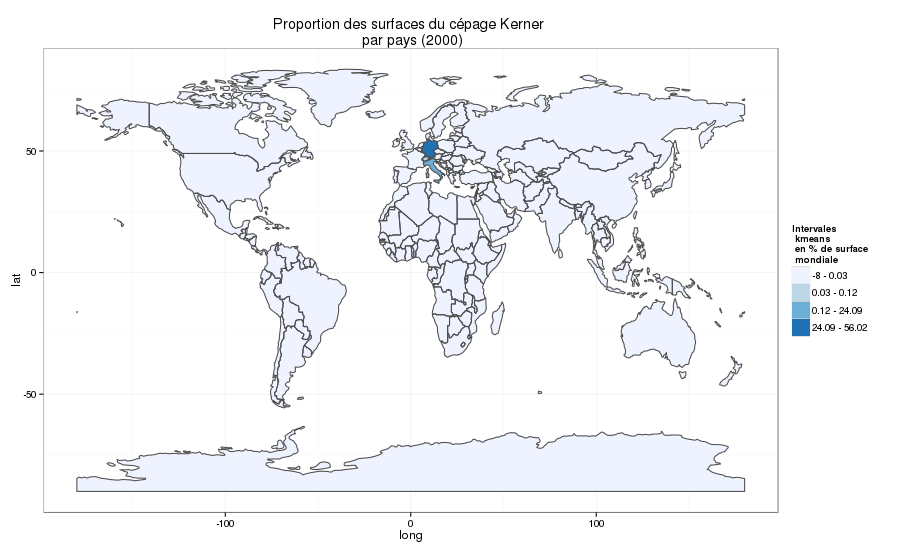 Proportion des surfaces du cépage Kerner
par pays (2000)
lat
50
0
-50
-100
0
100
long
Intervales
kmeans
en % de surface
mondiale
-8 - 0.03
0.03 - 0.12
0.12 - 24.09
24.09 - 56.02